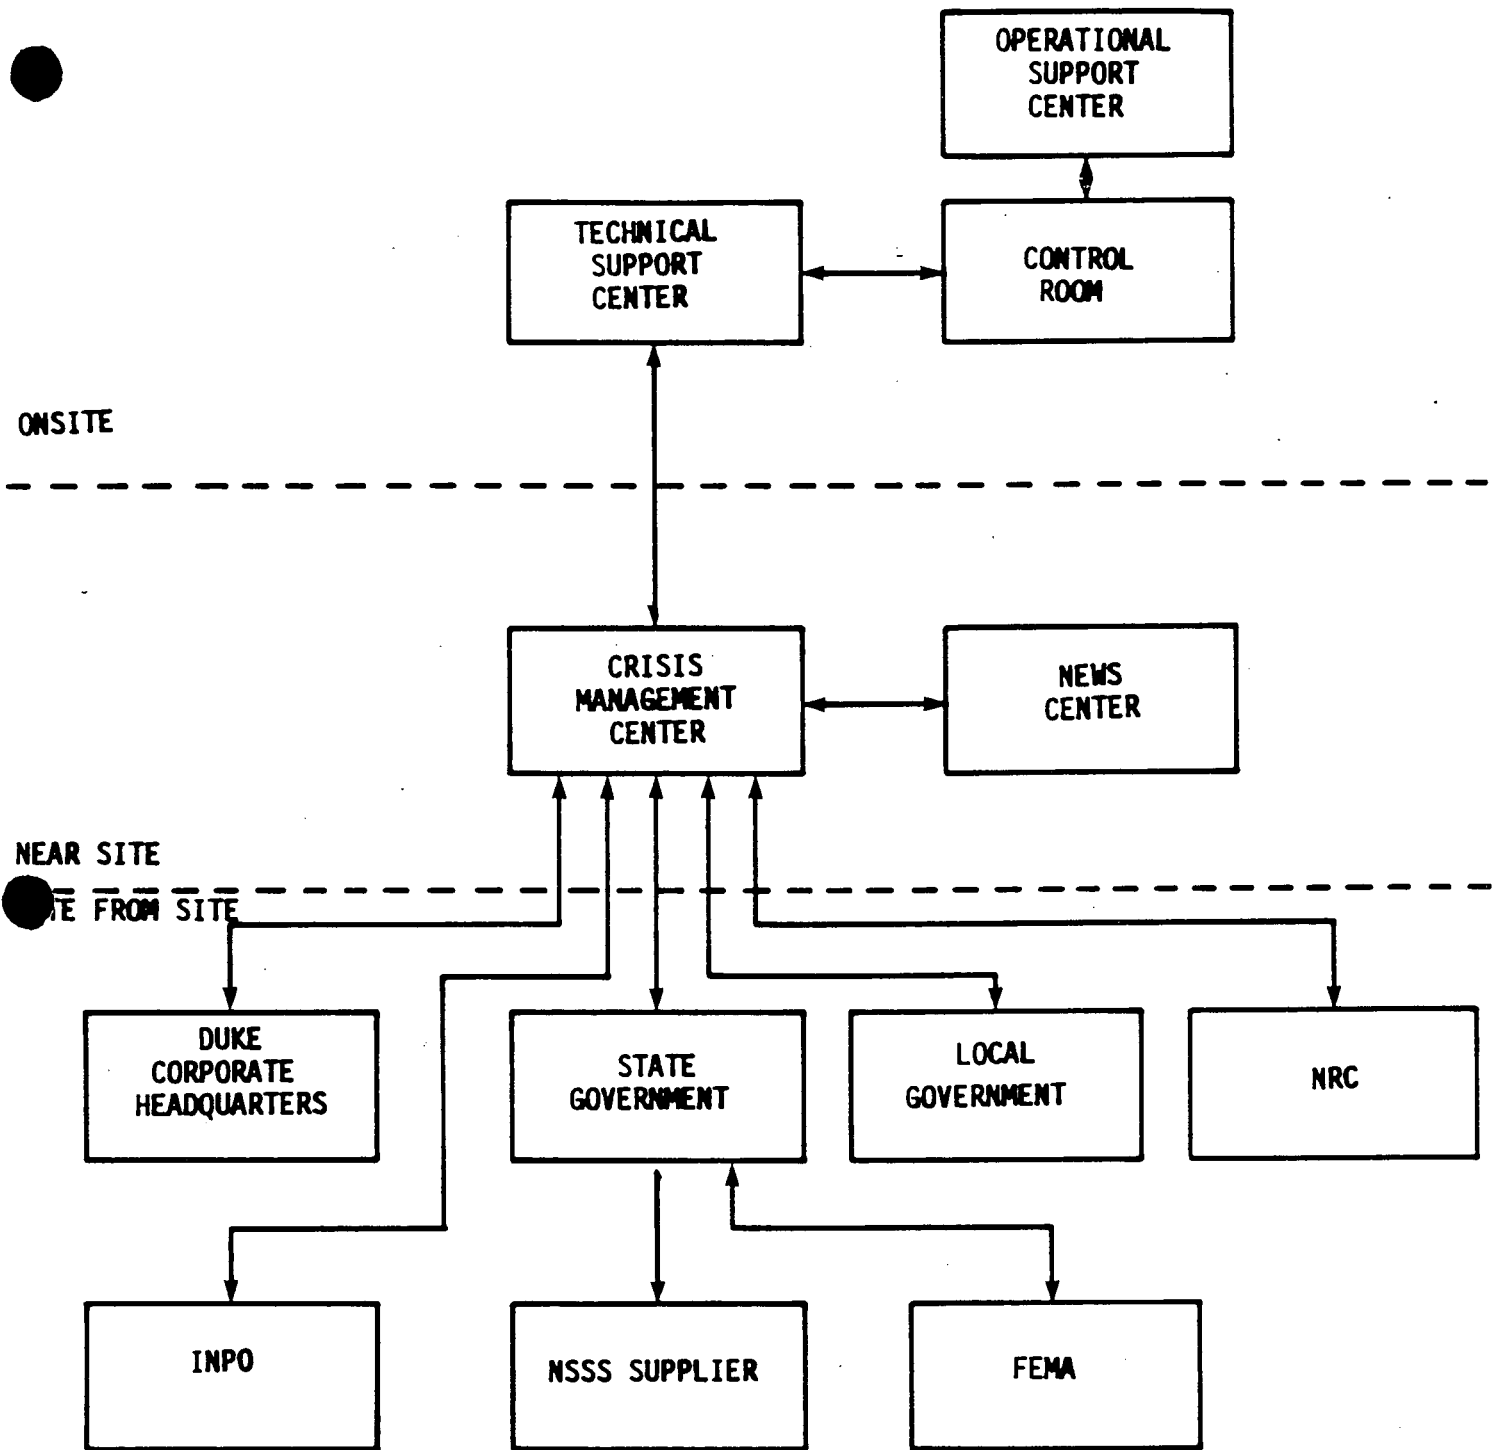 OPERATIONAL
SUPPORT
CENTER
TECHNICAL
SUPPORT
CENTER
CONTROL
ROOM
ONSITE
CRISIS
MANAGEMENT
CENTER
NEWS
CENTER
NEAR SITE
FROM SITE
DUKE
CORPORATE
HEADQUARTERS
STATE
GOVERNMENT
LOCAL
GOVERNMENT
NRC
INPO
NSSS SUPPLIER
FEMA